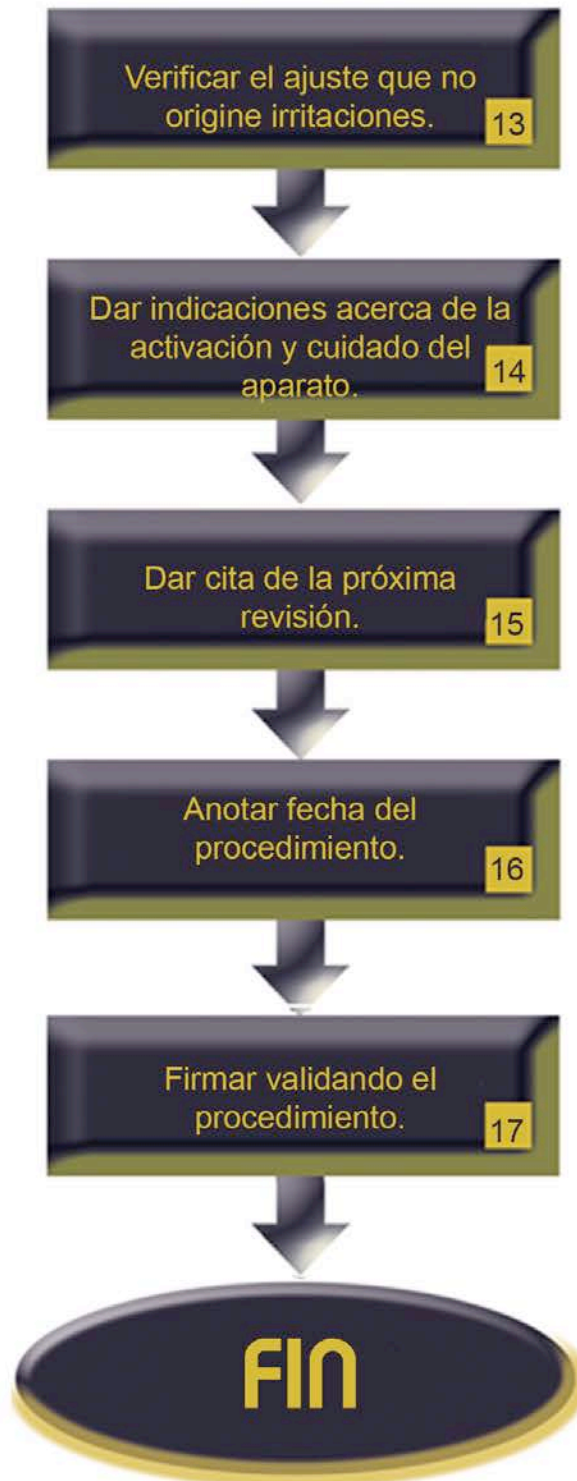 Verificar el ajuste que no
origine irritaciones.
13
Dar indicaciones acerca de la
activación y cuidado del
aparato.
14
Dar cita de la próxima
revisión.
15
Anotar fecha del
procedimiento.
16
Firmar validando el
procedimiento.
17
FIN